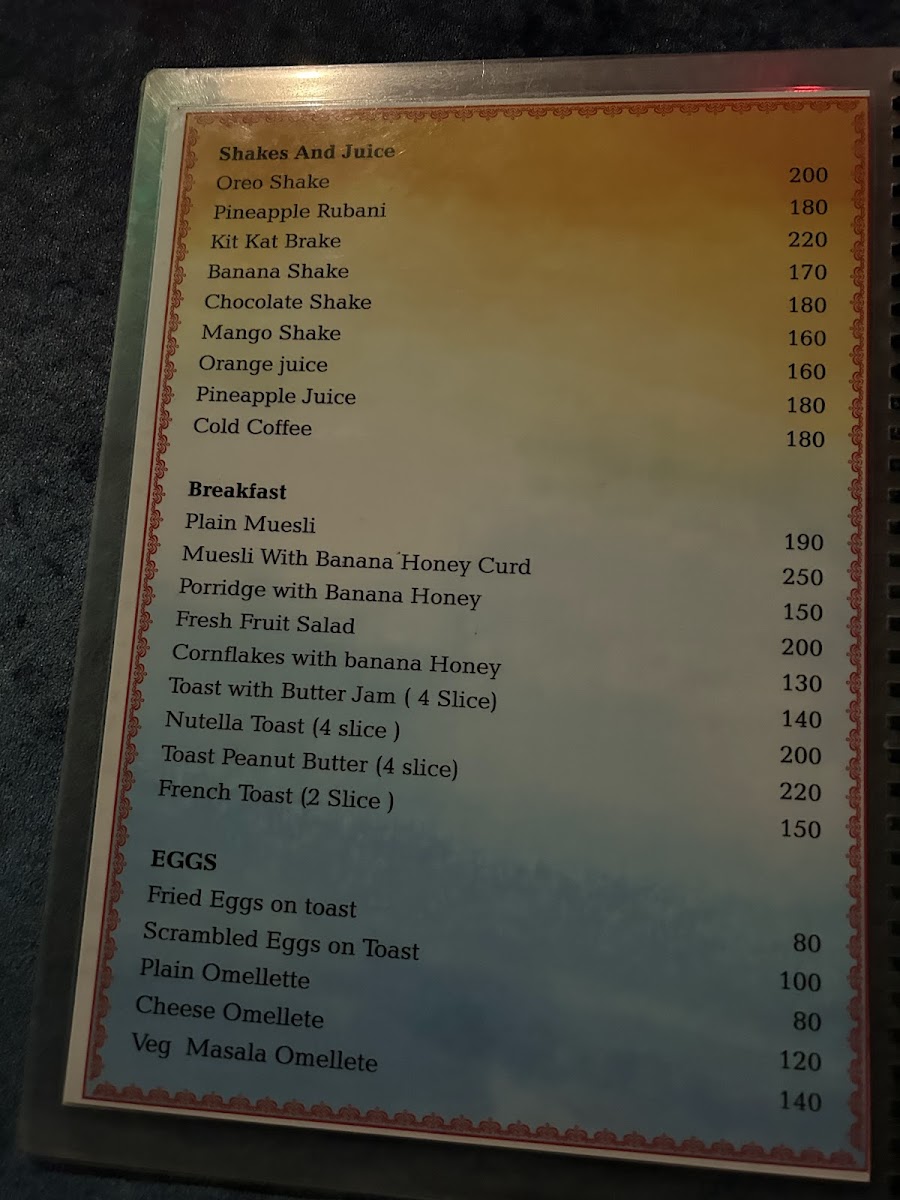 Shakes And Juice
Oreo Shake 200
Pineapple Rubani 180
Kit Kat Brake 220
Banana Shake 170
Chocolate Shake 180
Mango Shake 160
Orange juice 160
Pineapple Juice 180
Cold Coffee 180
Breakfast
Plain Muesli 190
Muesli With Banana Honey Curd 250
Porridge with Banana Honey 150
Fresh Fruit Salad 200
Cornflakes with banana Honey 130
Toast with Butter Jam ( 4 Slice) 140
Nutella Toast (4 slice ) 200
Toast Peanut Butter (4 slice) 220
French Toast (2 Slice ) 150
EGGS
Fried Eggs on toast 80
Scrambled Eggs on Toast 100
Plain Omellette 80
Cheese Omellete 120
Veg Masala Omellete 140